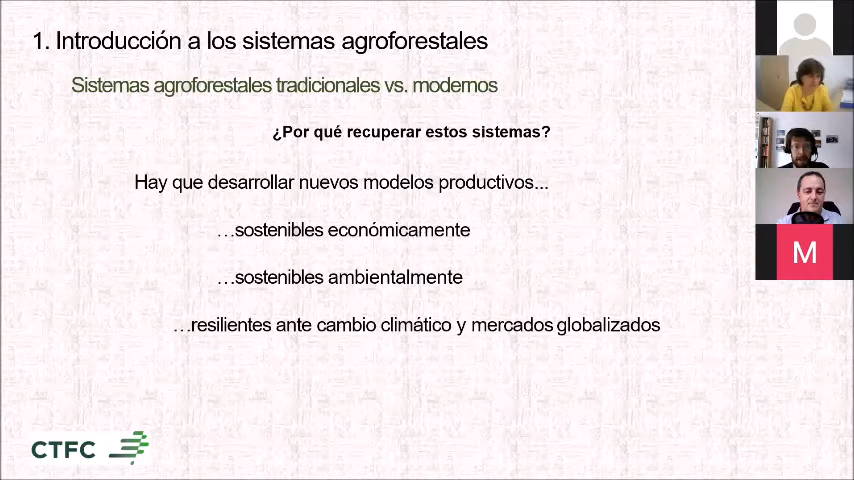 1. Introducción a los sistemas agroforestales
Sistemas agroforestales tradicionales vs. modernos
¿Por qué recuperar estos sistemas?
Hay que desarrollar nuevos modelos productivos...
…sostenibles económicamente
…sostenibles ambientalmente
…resilientes ante cambio climático y mercados globalizados
M
CTFC